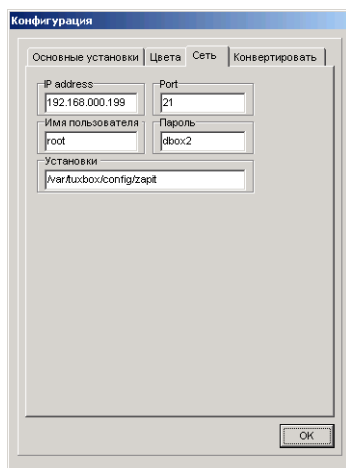 Конфигурация
Основные установки Цвета Сеть Конвертировать
IP address Port
192.168.000.199 21
Имя пользователя Пароль
root dbox2
Установки
/var/tuxbox/config/zapit
OK